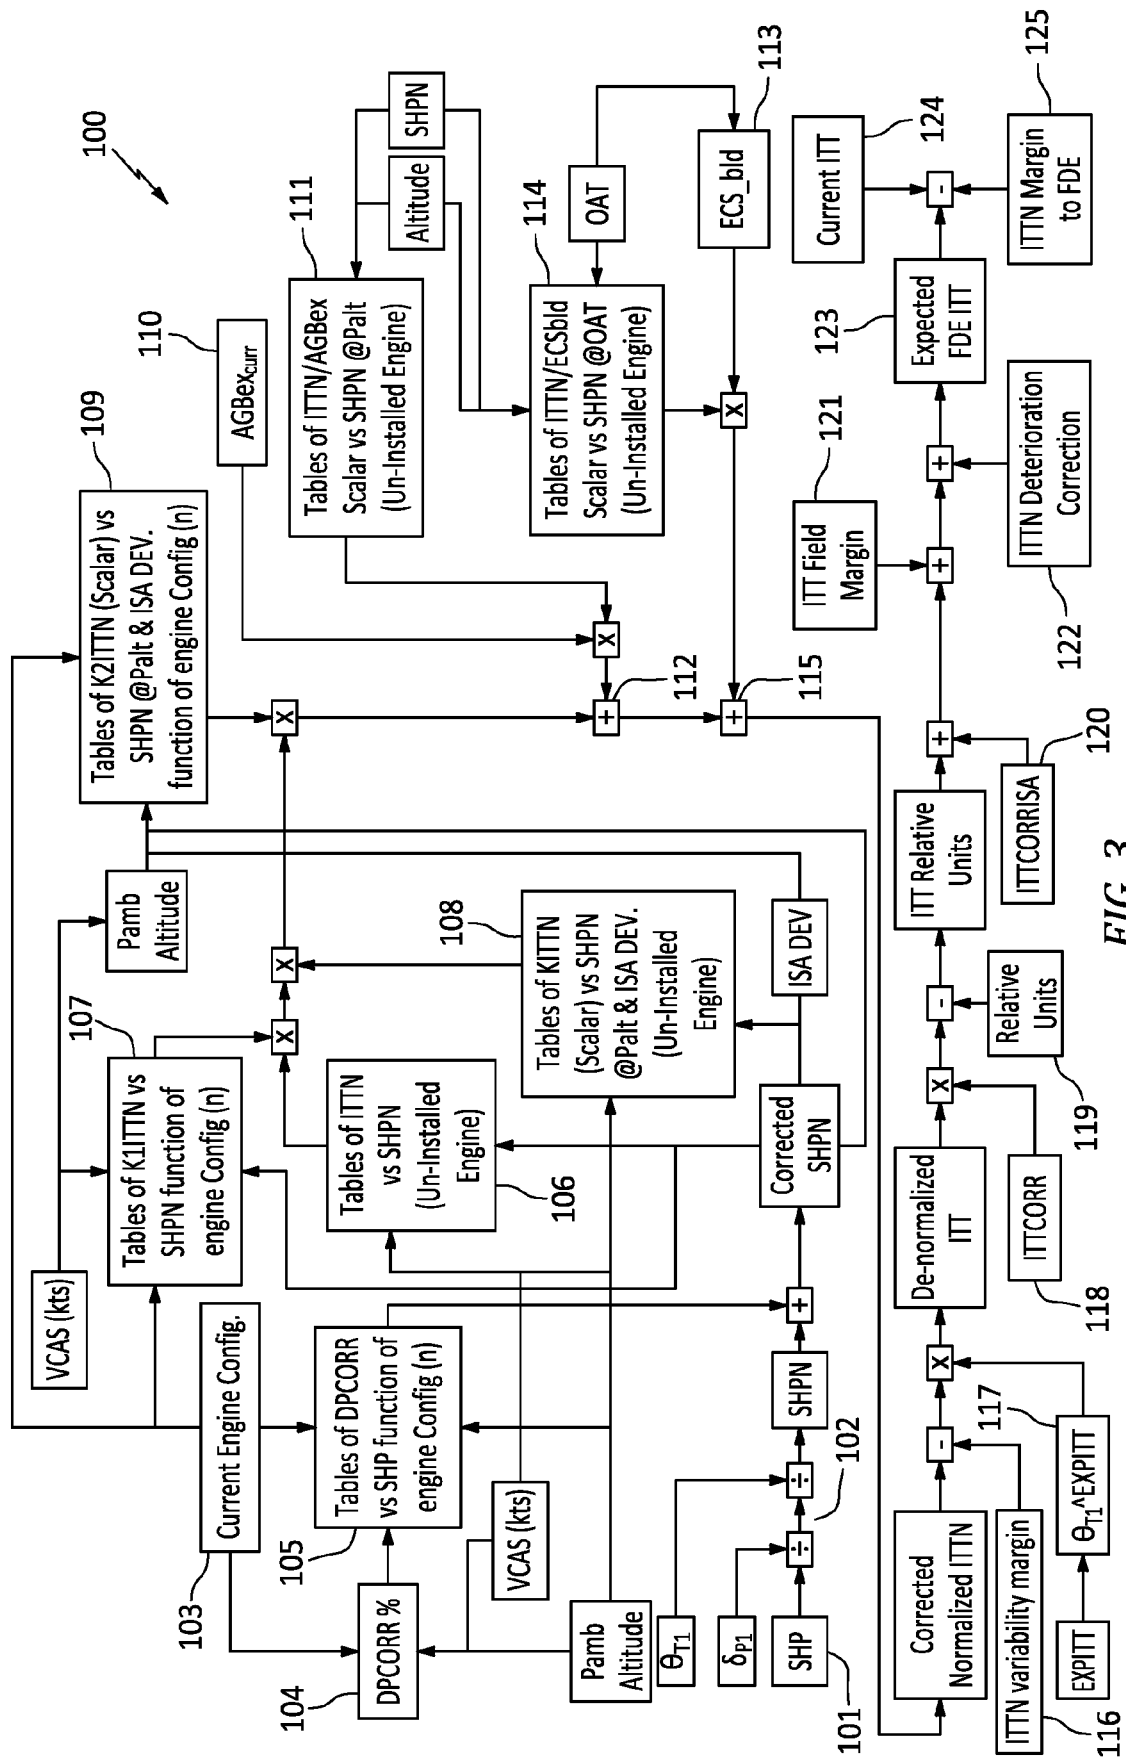 100
103
Current Engine Config.
VCAS (kts)
107
Tables of K1ITTN vs
SHPN function of
engine Config (n)
Pamb
Altitude
109
Tables of K2ITTN (Scalar) vs
SHPN @Palt & ISA DEV.
function of engine Config (n)
110
AGBexcurr
104
DPCORR %
105
Tables of DPCORR
vs SHP function of
engine Config (n)
VCAS (kts)
106
Tables of ITTN
vs SHPN
(Un-Installed
Engine)
X
X
X
108
Tables of KITTN
(Scalar) vs SHPN
@Palt & ISA DEV.
(Un-Installed
Engine)
111
Tables of ITTN/AGBex
Scalar vs SHPN @Palt
(Un-Installed Engine)
Altitude
SHPN
114
Tables of ITTN/ECSbld
Scalar vs SHPN @OAT
(Un-Installed Engine)
OAT
X
+
112
Pamb
Altitude
θT1
δP1
SHP
101
÷
÷
102
SHPN
+
Corrected
SHPN
ISA DEV
+
115
X
ECS_bld
113
Corrected
Normalized ITTN
-
X
De-normalized
ITT
X
-
ITT Relative
Units
+
+
+
Expected
FDE ITT
-
ITTN variability margin
116
EXPITT
θT1^EXPITT
117
ITTCORR
118
Relative
Units
119
ITTCORRISA
120
ITT Field
Margin
121
ITTN Deterioration
Correction
122
123
Current ITT
124
ITTN Margin
to FDE
125
FIG. 3